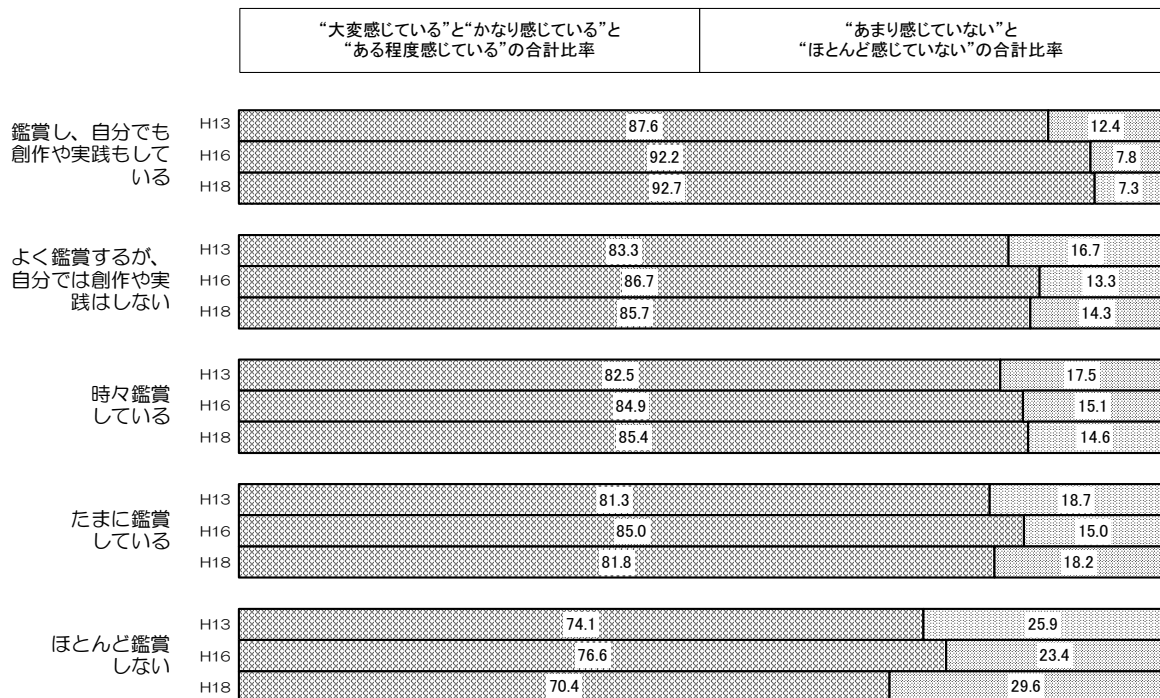 “大変感じている”と“かなり感じている”と
“ある程度感じている”の合計比率
“あまり感じていない”と
“ほとんど感じていない”の合計比率
鑑賞し、自分でも
創作や実践もして
いる
H13 87.6 12.4
H16 92.2 7.8
H18 92.7 7.3
よく鑑賞するが、
自分では創作や実
践はしない
H13 83.3 16.7
H16 86.7 13.3
H18 85.7 14.3
時々鑑賞
している
H13 82.5 17.5
H16 84.9 15.1
H18 85.4 14.6
たまに鑑賞
している
H13 81.3 18.7
H16 85.0 15.0
H18 81.8 18.2
ほとんど鑑賞
しない
H13 74.1 25.9
H16 76.6 23.4
H18 70.4 29.6